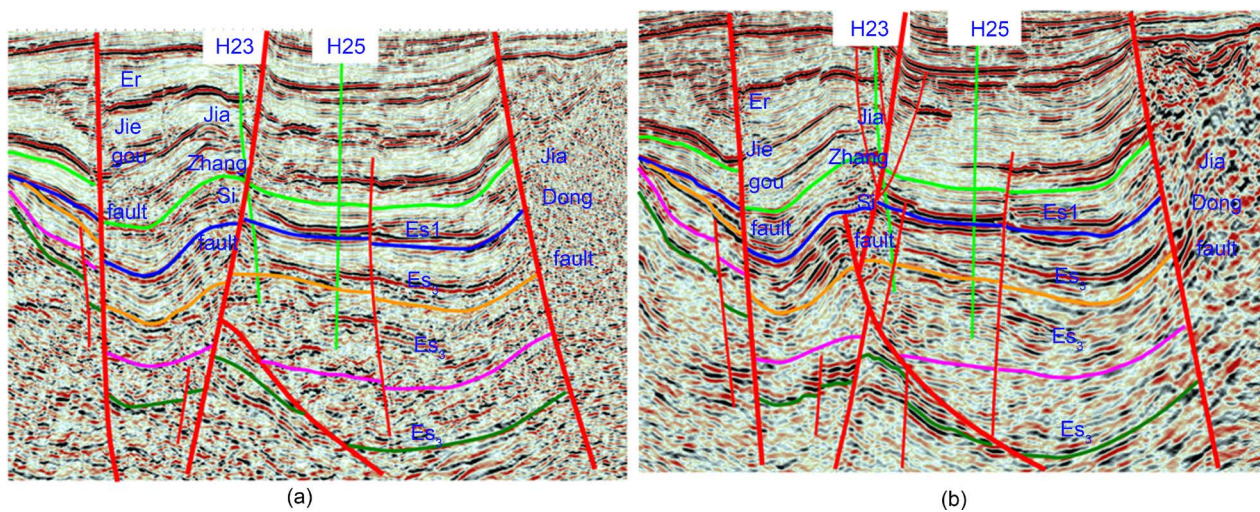 H23
H25
Er
Jie
gou
fault
Jia
Zhang
Si
fault
Jia
Dong
fault
Es1
Es3
Es3
Es3
(a)
H23
H25
Er
Jie
gou
fault
Jia
Zhang
Si
fault
Jia
Dong
fault
Es1
Es3
Es3
Es3
(b)